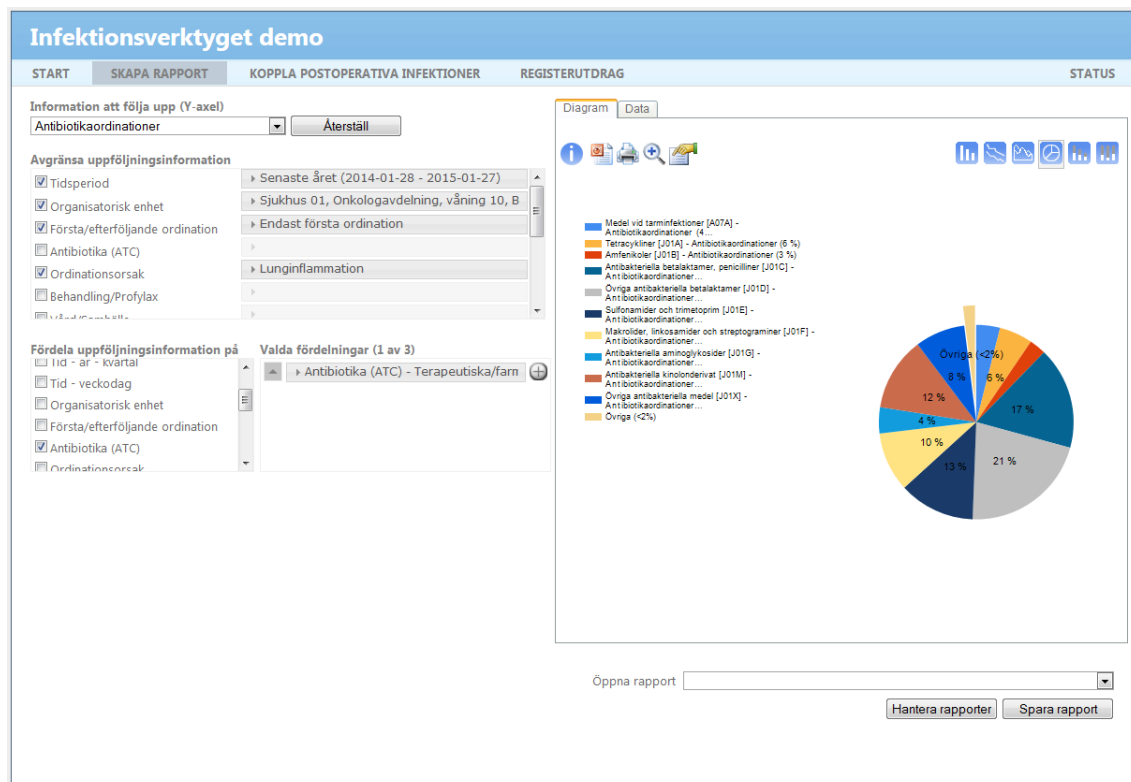 Infektionsverktyget demo
START SKAPA RAPPORT KOPPLA POSTOPERATIVA INFEKTIONER REGISTERUTDRAG STATUS
Information att följa upp (Y-axel)
Antibiotikaordinationer Återställ
Avgränsa uppföljningsinformation
Tidsperiod Senaste året (2014-01-28 - 2015-01-27)
Organisatorisk enhet Sjukhus 01, Onkologavdelning, våning 10, B
Första/efterföljande ordination Endast första ordination
Antibiotika (ATC)
Ordinationsorsak Lunginflammation
Behandling/Profylax
Vård/Samhälle
Fördela uppföljningsinformation på Valda fördelningar (1 av 3)
Tid - år - kvartal
Antibiotika (ATC) - Terapeutiska/farm
Tid - veckodag
Organisatorisk enhet
Första/efterföljande ordination
Antibiotika (ATC)
Ordinationsorsak
Diagram Data
Medel vid tarminfektioner [A07A] -
Antibiotikaordinationer (4...
Tetracykliner [J01A] - Antibiotikaordinationer (6 %)
Amfenikoler [J01B] - Antibiotikaordinationer (3 %)
Antibakteriella betalaktamer, penicilliner [J01C] -
Antibiotikaordinationer...
Övriga antibakteriella betalaktamer [J01D] -
Antibiotikaordinationer...
Sulfonamider och trimetoprim [J01E] -
Antibiotikaordinationer...
Makrolider, linkosamider och streptograminer [J01F] -
Antibiotikaordinationer...
Antibakteriella aminoglykosider [J01G] -
Antibiotikaordinationer...
Antibakteriella kinolonderivat [J01M] -
Antibiotikaordinationer...
Övriga antibakteriella medel [J01X] -
Antibiotikaordinationer...
Övriga (<2%)
Övriga (<2%)
8 % 6 %
12 %
17 %
4 %
10 %
13 % 21 %
Öppna rapport
Hantera rapporter Spara rapport